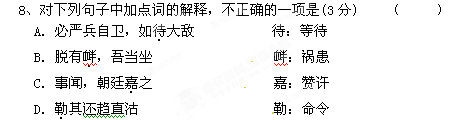 8、对下列句子中加点词的解释，不正确的一项是(3分) （    ）
A. 必严兵自卫，如待大敌 待：等待
B. 脱有衅，吾当坐 衅：祸患
C. 事闻，朝廷嘉之 嘉：赞许
D. 勒其还趋直沽 勒：命令